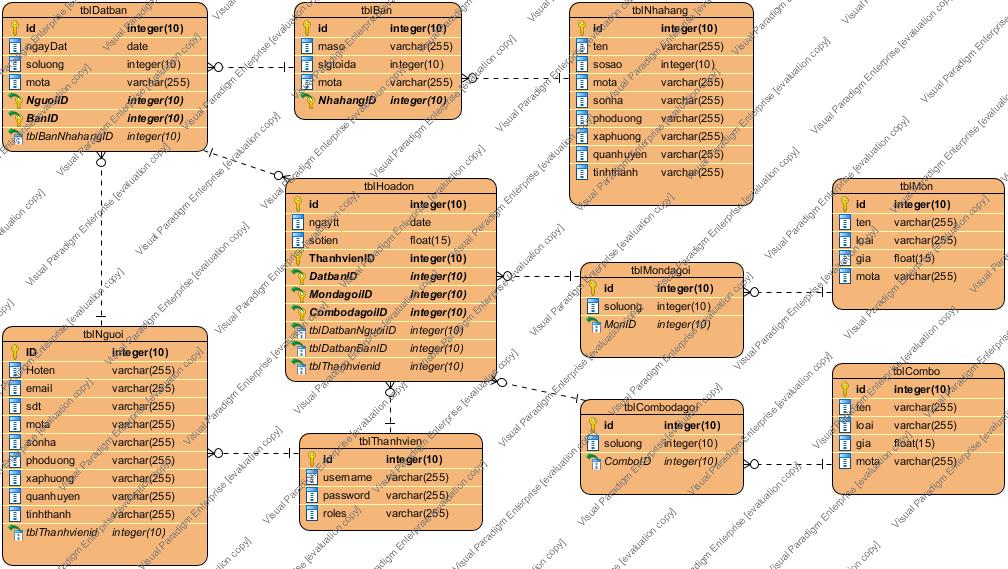 tblDatban
id integer(10)
ngayDat date
soluong integer(10)
mota varchar(255)
NguoiID integer(10)
BanID integer(10)
tblBanNhahangID integer(10)
tblBan
id integer(10)
maso varchar(255)
slgtoida integer(10)
mota varchar(255)
NhahangID integer(10)
tblNhahang
id integer(10)
ten varchar(255)
sosao integer(10)
mota varchar(255)
sonha varchar(255)
phoduong varchar(255)
xaphuong varchar(255)
quanhuyen varchar(255)
tinhthanh varchar(255)
tblHoadon
id integer(10)
ngaytt date
sotien float(15)
ThanhvienID integer(10)
DatbanID integer(10)
MondagoiID integer(10)
CombodagoiID integer(10)
tblDatbanNguoiID integer(10)
tblDatbanBanID integer(10)
tblThanhvienid integer(10)
tblMon
id integer(10)
ten varchar(255)
loai varchar(255)
gia float(15)
mota varchar(255)
tblMondagoi
id integer(10)
soluong integer(10)
MonID integer(10)
tblNguoi
ID integer(10)
Hoten varchar(255)
email varchar(255)
sdt varchar(255)
mota varchar(255)
sonha varchar(255)
phoduong varchar(255)
xaphuong varchar(255)
quanhuyen varchar(255)
tinhthanh varchar(255)
tblThanhvienid integer(10)
tblThanhvien
id integer(10)
username varchar(255)
password varchar(255)
roles varchar(255)
tblCombodagoi
id integer(10)
soluong integer(10)
ComboID integer(10)
tblCombo
id integer(10)
ten varchar(255)
loai varchar(255)
gia float(15)
mota varchar(255)
Visual Paradigm Enterprise [evaluation copy]